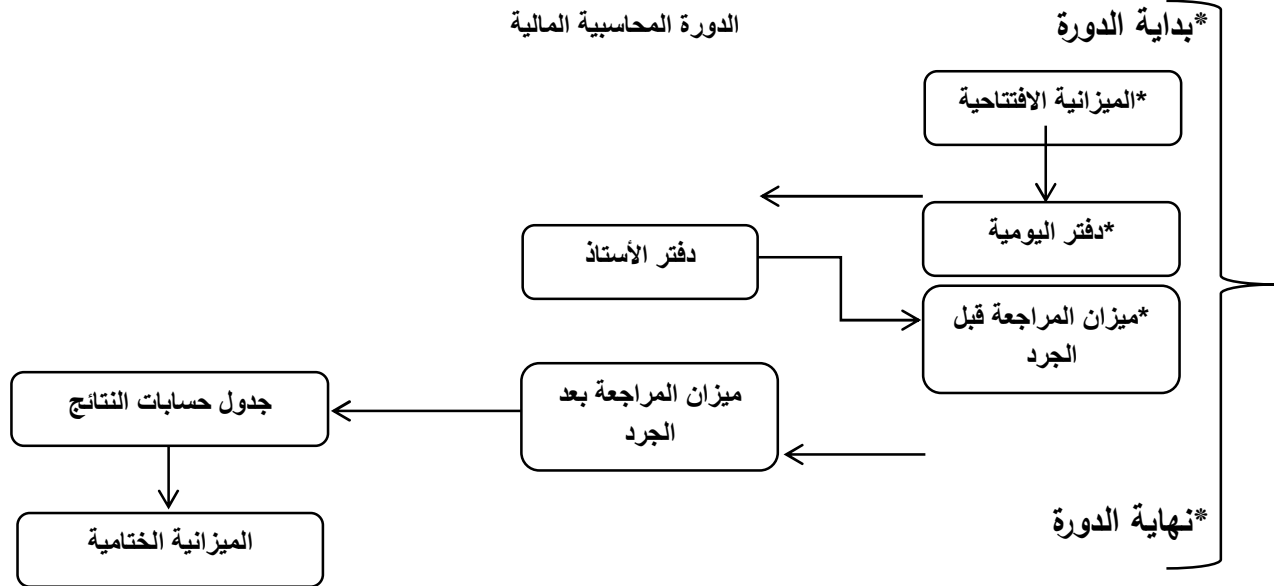 *بداية الدورة
الدورة المحاسبية المالية
*الميزانية الافتتاحية
*دفتر اليومية
دفتر الأستاذ
*ميزان المراجعة قبل
الجرد
ميزان المراجعة بعد
الجرد
جدول حسابات النتائج
*نهاية الدورة
الميزانية الختامية